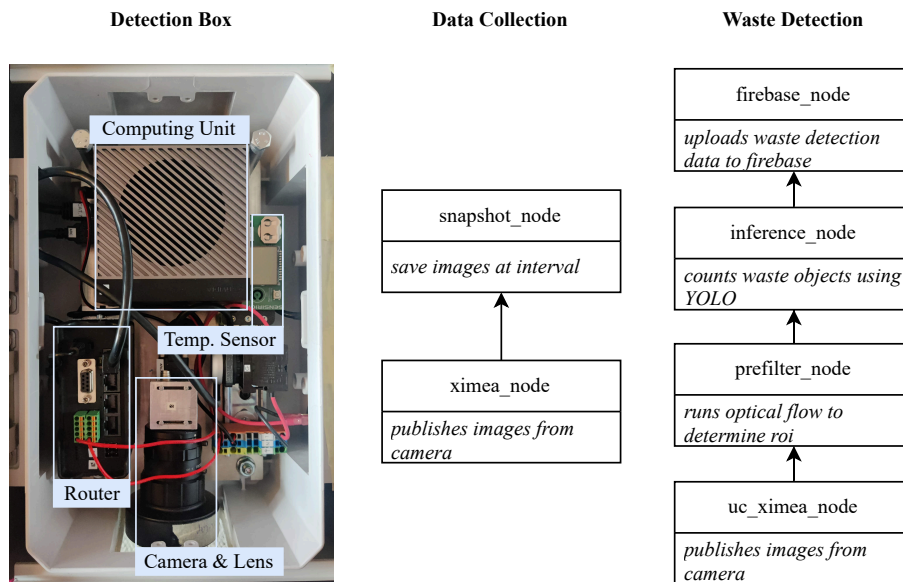 Detection Box
Data Collection
Waste Detection
Computing Unit
Temp. Sensor
Router
Camera & Lens
snapshot_node
save images at interval
ximea_node
publishes images from
camera
firebase_node
uploads waste detection
data to firebase
inference_node
counts waste objects using
YOLO
prefilter_node
runs optical flow to
determine roi
uc_ximea_node
publishes images from
camera